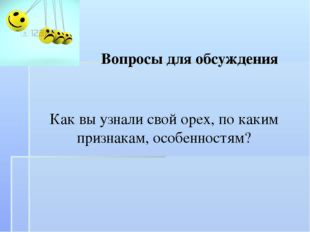 Вопросы для обсуждения
Как вы узнали свой орех, по каким
признакам, особенностям?